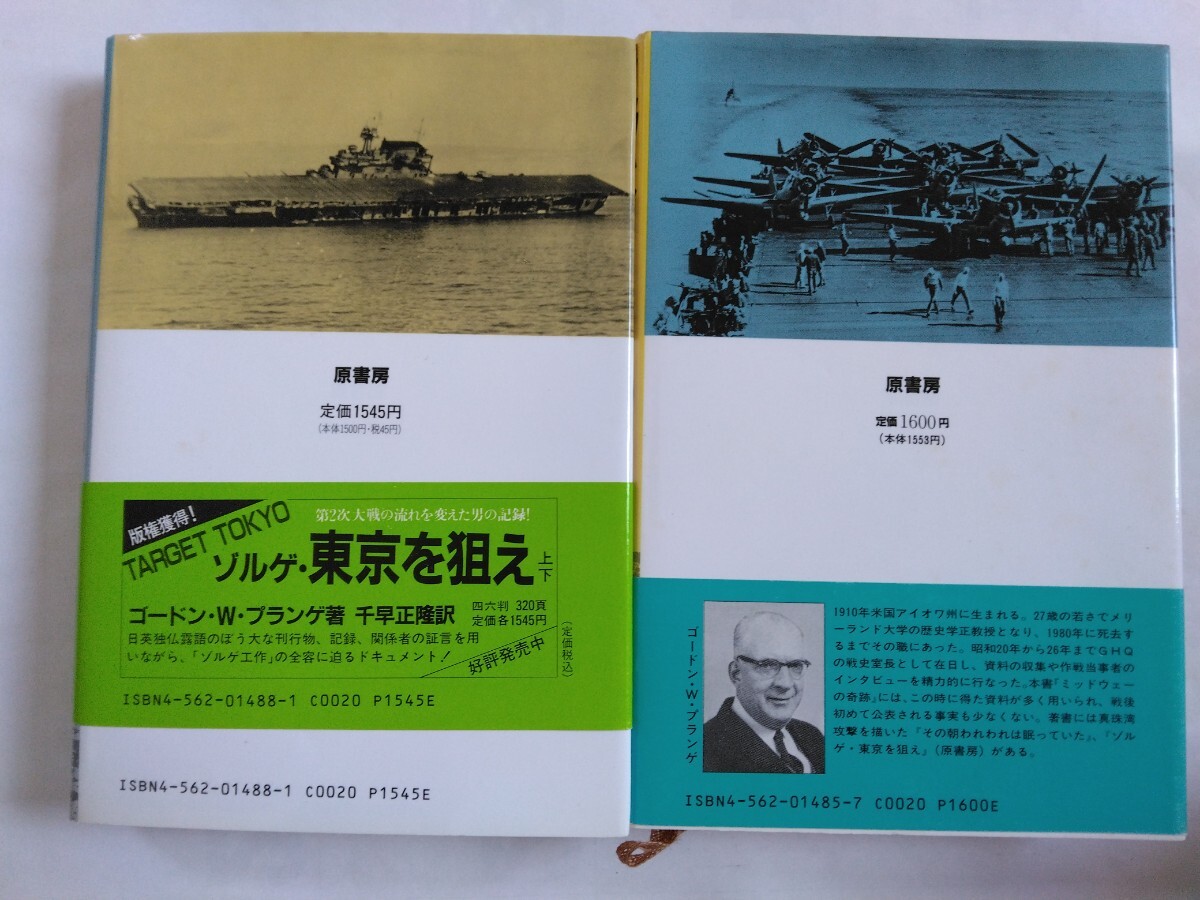 原書房
定価1545円
(本体1500円・税45円)
版権獲得!
TARGET TOKYO
第2次大戦の流れを変えた男の記録!
ゾルゲ・東京を狙え 上下
ゴードン・W・プランゲ著 千早正隆訳
四六判 320頁
定価各1545円
(定価税込)
日英独仏露語のぼう大な刊行物、記録、関係者の証言を用
いながら、「ゾルゲ工作」の全容に迫るドキュメント!
好評発売中
ISBN4-562-01488-1 C0020 P1545E
ISBN4-562-01488-1 C0020 P1545E
原書房
定価1600円
(本体1553円)
ゴードン・W・プランゲ
1910年米国アイオワ州に生まれる。27歳の若さでメリ
ーランド大学の歴史学正教授となり、1980年に死去す
るまでその職にあった。昭和20年から26年までGHQ
の戦史室長として在日し、資料の収集や作戦当事者の
インタビューを精力的に行なった。本書「ミッドウェー
の奇跡」には、この時に得た資料が多く用いられ、戦後
初めて公表される事実も少なくない。著書には真珠湾
攻撃を描いた『その朝われわれは眠っていた』、「ゾル
ゲ・東京を狙え」(原書房)がある。
ISBN4-562-01485-7 C0020 P1600E